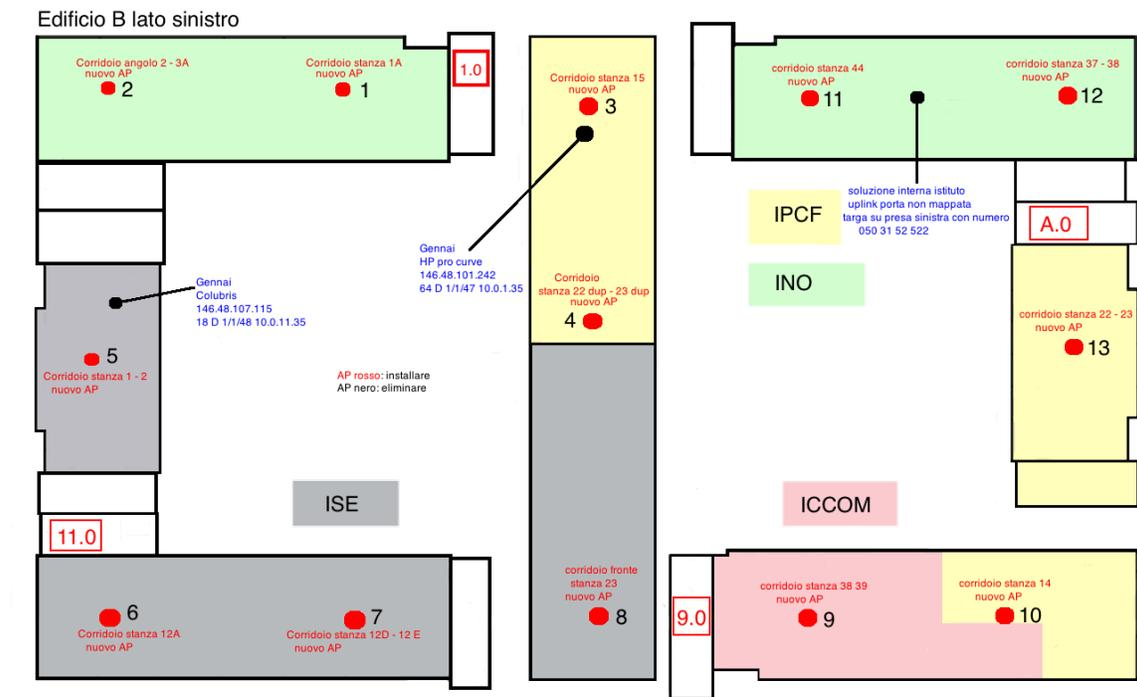 Edificio B lato sinistro
Corridoio angolo 2 - 3A
nuovo AP
2
Corridoio stanza 1A
nuovo AP
1
1.0
Corridoio stanza 15
nuovo AP
3
corridoio stanza 44
nuovo AP
11
corridoio stanza 37 - 38
nuovo AP
12
soluzione interna istituto
uplink porta non mappata
targa su presa sinistra con numero
050 31 52 522
IPCF
A.0
INO
Gennai
HP pro curve
146.48.101.242
64 D 1/1/47 10.0.1.35
Gennai
Colubris
146.48.107.115
18 D 1/1/48 10.0.11.35
Corridoio
stanza 22 dup - 23 dup
nuovo AP
4
corridoio stanza 22 - 23
nuovo AP
13
5
Corridoio stanza 1 - 2
nuovo AP
AP rosso: installare
AP nero: eliminare
ISE
ICCOM
11.0
6
Corridoio stanza 12A
nuovo AP
7
Corridoio stanza 12D - 12 E
nuovo AP
corridoio fronte
stanza 23
nuovo AP
8
9.0
corridoio stanza 38 39
nuovo AP
9
corridoio stanza 14
nuovo AP
10